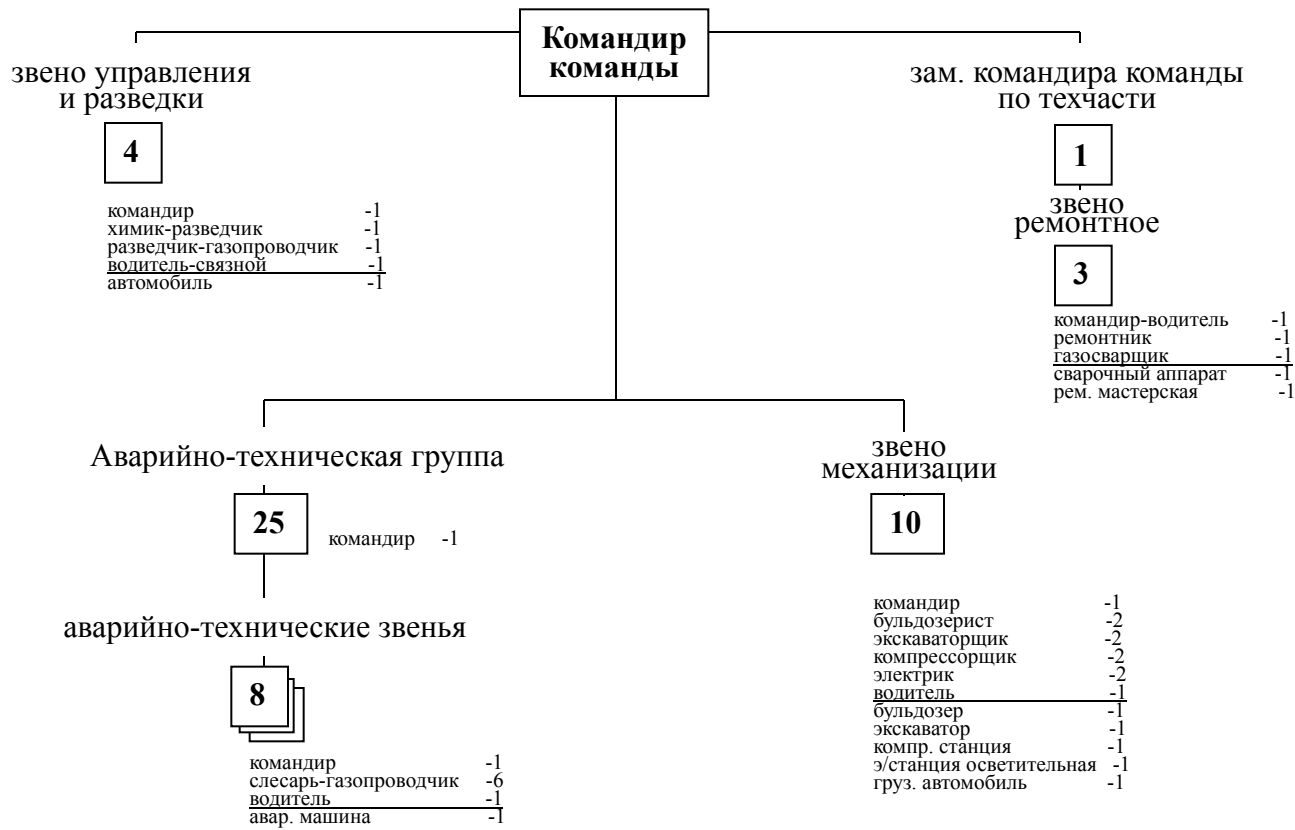 Командир
команды
звено управления
и разведки
4
командир -1
химик-разведчик -1
разведчик-газопроводчик -1
водитель-связной -1
автомобиль -1
зам. командира команды
по техчасти
1
звено
ремонтное
3
командир-водитель -1
ремонтник -1
газосварщик -1
сварочный аппарат -1
рем. мастерская -1
Аварийно-техническая группа
25
командир -1
аварийно-технические звенья
8
командир -1
слесарь-газопроводчик -6
водитель -1
авар. машина -1
звено
механизации
10
командир -1
бульдозерист -2
экскаваторщик -2
компрессорщик -2
электрик -2
водитель -1
бульдозер -1
экскаватор -1
компр. станция -1
э/станция осветительная -1
груз. автомобиль -1